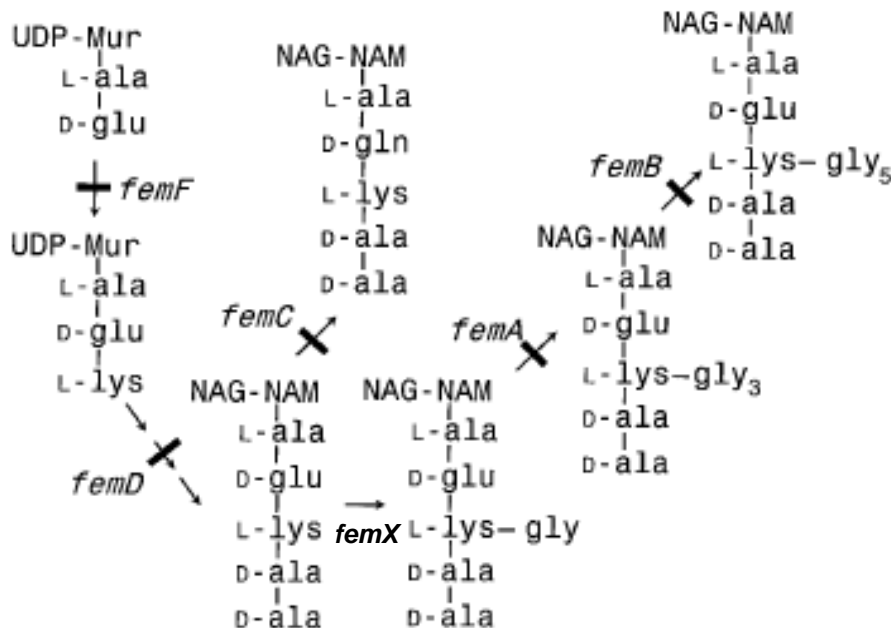 UDP-Mur
L-ala
D-glu
femF
UDP-Mur
L-ala
D-glu
L-lys
femD
NAG-NAM
L-ala
D-gln
L-lys
D-ala
D-ala
femC
NAG-NAM
L-ala
D-glu
L-lys
D-ala
D-ala
femX
NAG-NAM
L-ala
D-glu
L-lys-gly
D-ala
D-ala
femA
NAG-NAM
L-ala
D-glu
L-lys-gly₃
D-ala
D-ala
femB
NAG-NAM
L-ala
D-glu
L-lys-gly₅
D-ala
D-ala